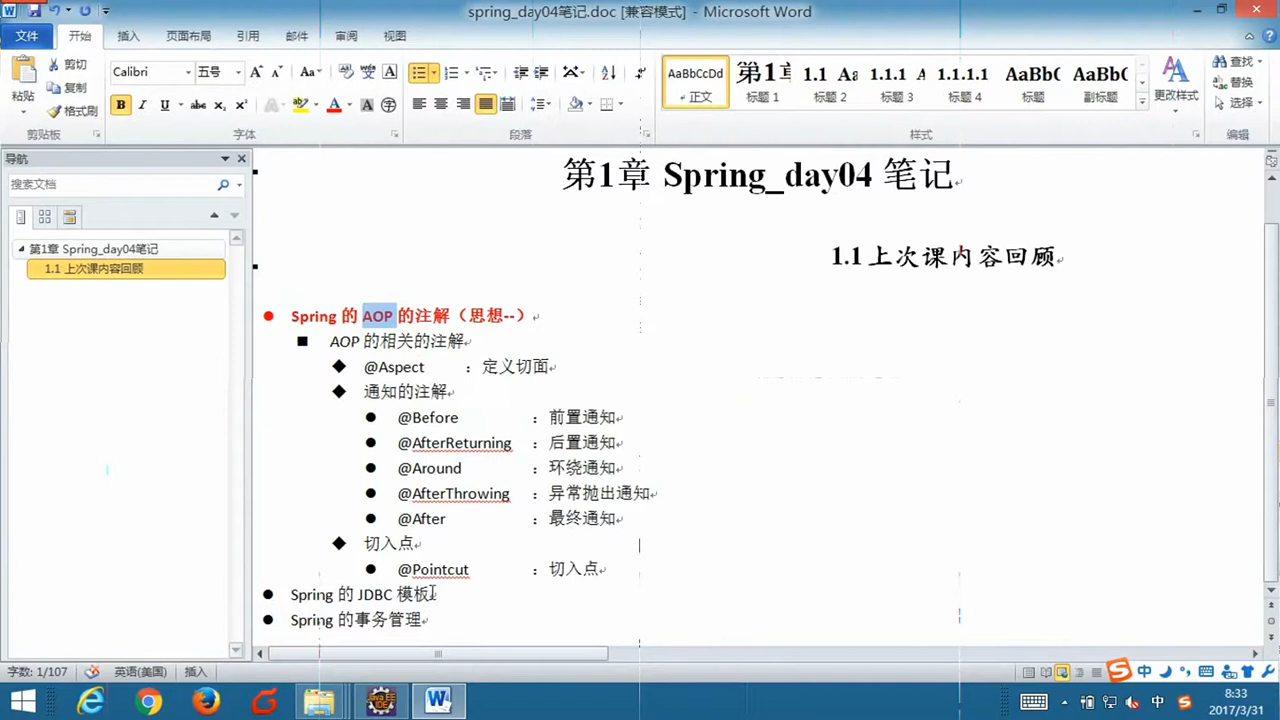 spring_day04笔记.doc [兼容模式] - Microsoft Word
文件 开始 插入 页面布局 引用 邮件 审阅 视图
粘贴
剪切
复制
格式刷
剪贴板
Calibri 五号
字体
段落
AaBbCcDd 正文
第1章 标题 1
1.1 Aa 标题 2
1.1.1 A 标题 3
1.1.1.1 标题 4
AaBb( 标题
AaBb( 副标题
更改样式
样式
查找
替换
选择
编辑
导航
搜索文档
第1章 Spring_day04笔记
1.1 上次课内容回顾
第1章 Spring_day04 笔记
1.1 上次课内容回顾
Spring 的 AOP 的注解（思想--）
AOP 的相关的注解
@Aspect ：定义切面
通知的注解
@Before ：前置通知
@AfterReturning ：后置通知
@Around ：环绕通知
@AfterThrowing ：异常抛出通知
@After ：最终通知
切入点
@Pointcut ：切入点
Spring 的 JDBC 模板
Spring 的事务管理
字数: 1/107 英语(美国) 插入
中
中
8:33
2017/3/31